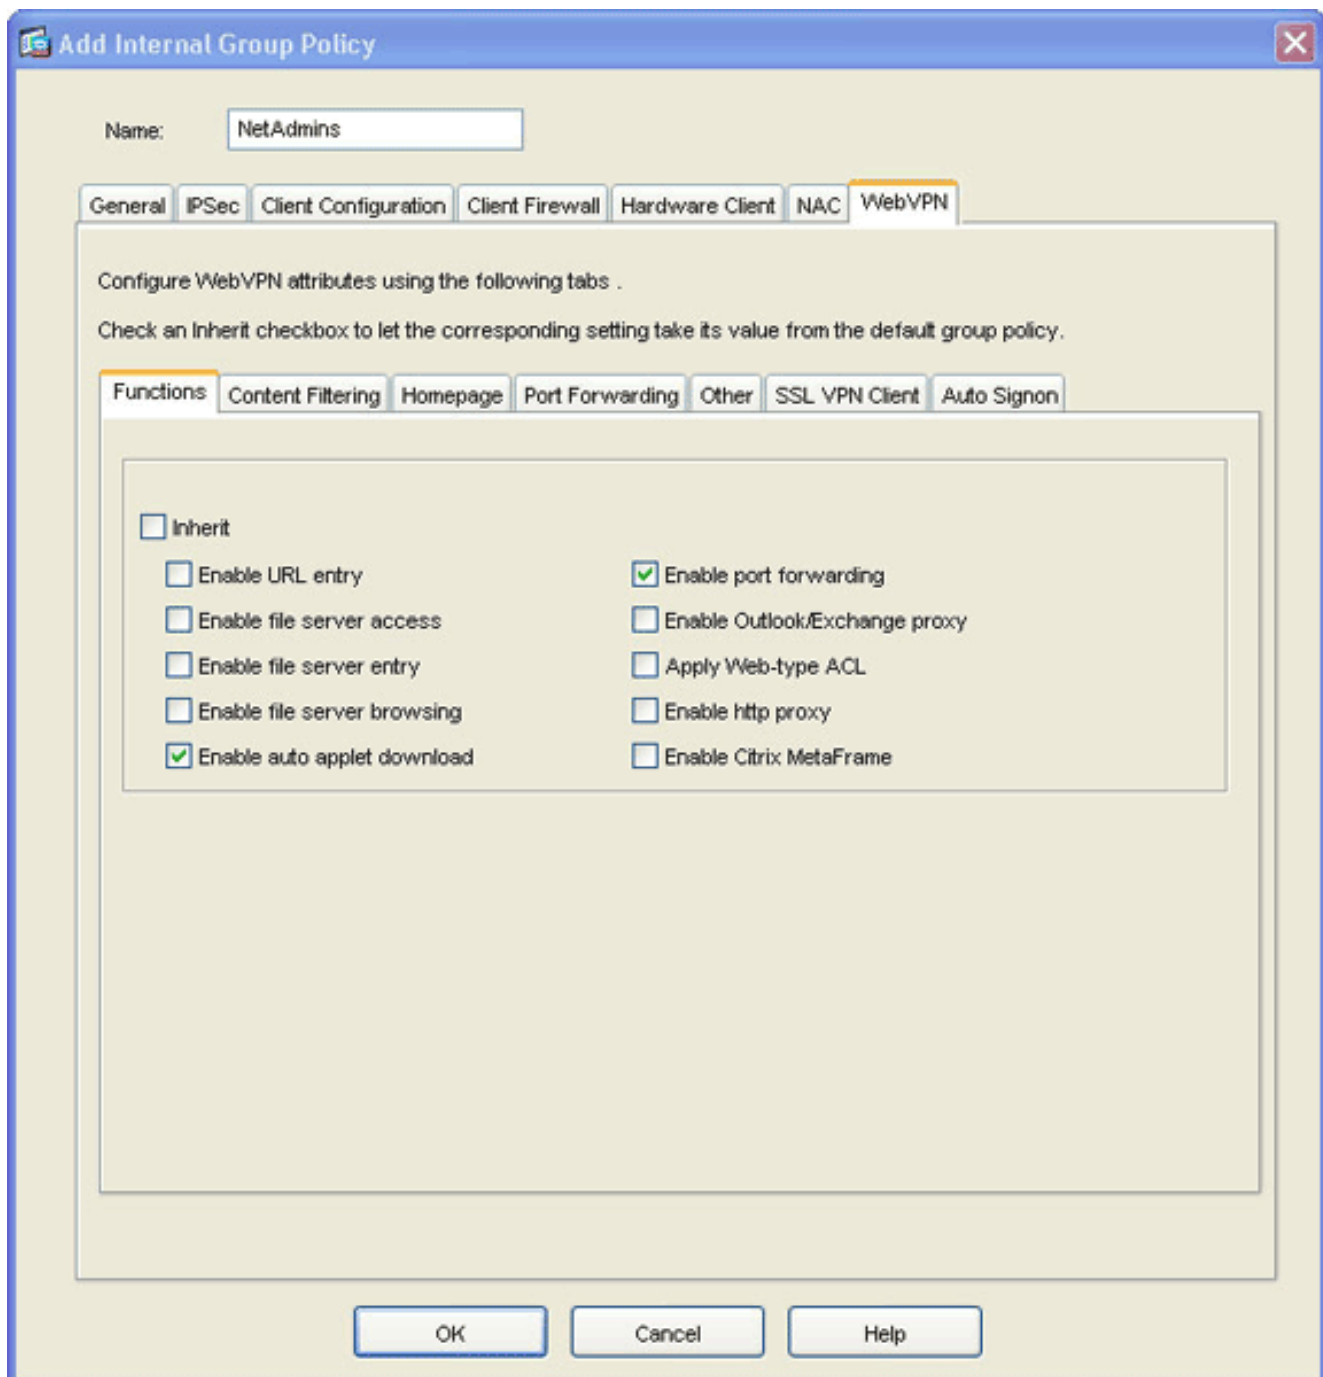 Add Internal Group Policy
Name: NetAdmins
General IPSec Client Configuration Client Firewall Hardware Client NAC WebVPN
Configure WebVPN attributes using the following tabs .
Check an Inherit checkbox to let the corresponding setting take its value from the default group policy.
Functions Content Filtering Homepage Port Forwarding Other SSL VPN Client Auto Signon
Inherit
Enable URL entry Enable port forwarding
Enable file server access Enable Outlook/Exchange proxy
Enable file server entry Apply Web-type ACL
Enable file server browsing Enable http proxy
Enable auto applet download Enable Citrix MetaFrame
OK Cancel Help